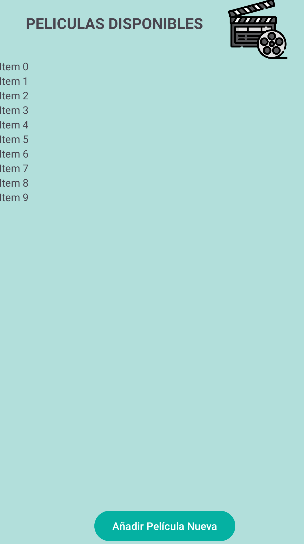 PELICULAS DISPONIBLES
Item 0
Item 1
Item 2
Item 3
Item 4
Item 5
Item 6
Item 7
Item 8
Item 9
Añadir Película Nueva